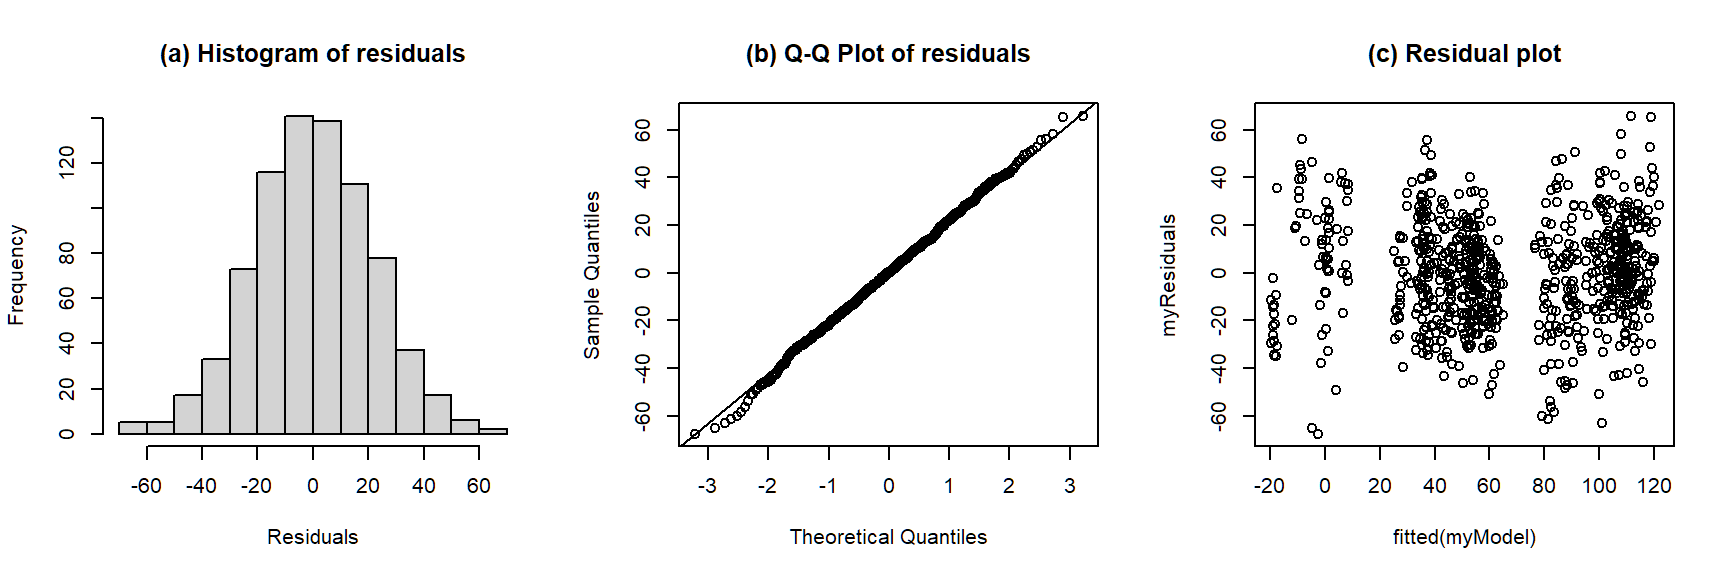 (a) Histogram of residuals
Frequency
0
20
40
60
80
120
-60 -40 -20 0 20 40 60
Residuals
(b) Q-Q Plot of residuals
Sample Quantiles
-60
-40
-20
0
20
40
60
-3 -2 -1 0 1 2 3
Theoretical Quantiles
(c) Residual plot
myResiduals
-60
-40
-20
0
20
40
60
-20 0 20 40 60 80 100 120
fitted(myModel)